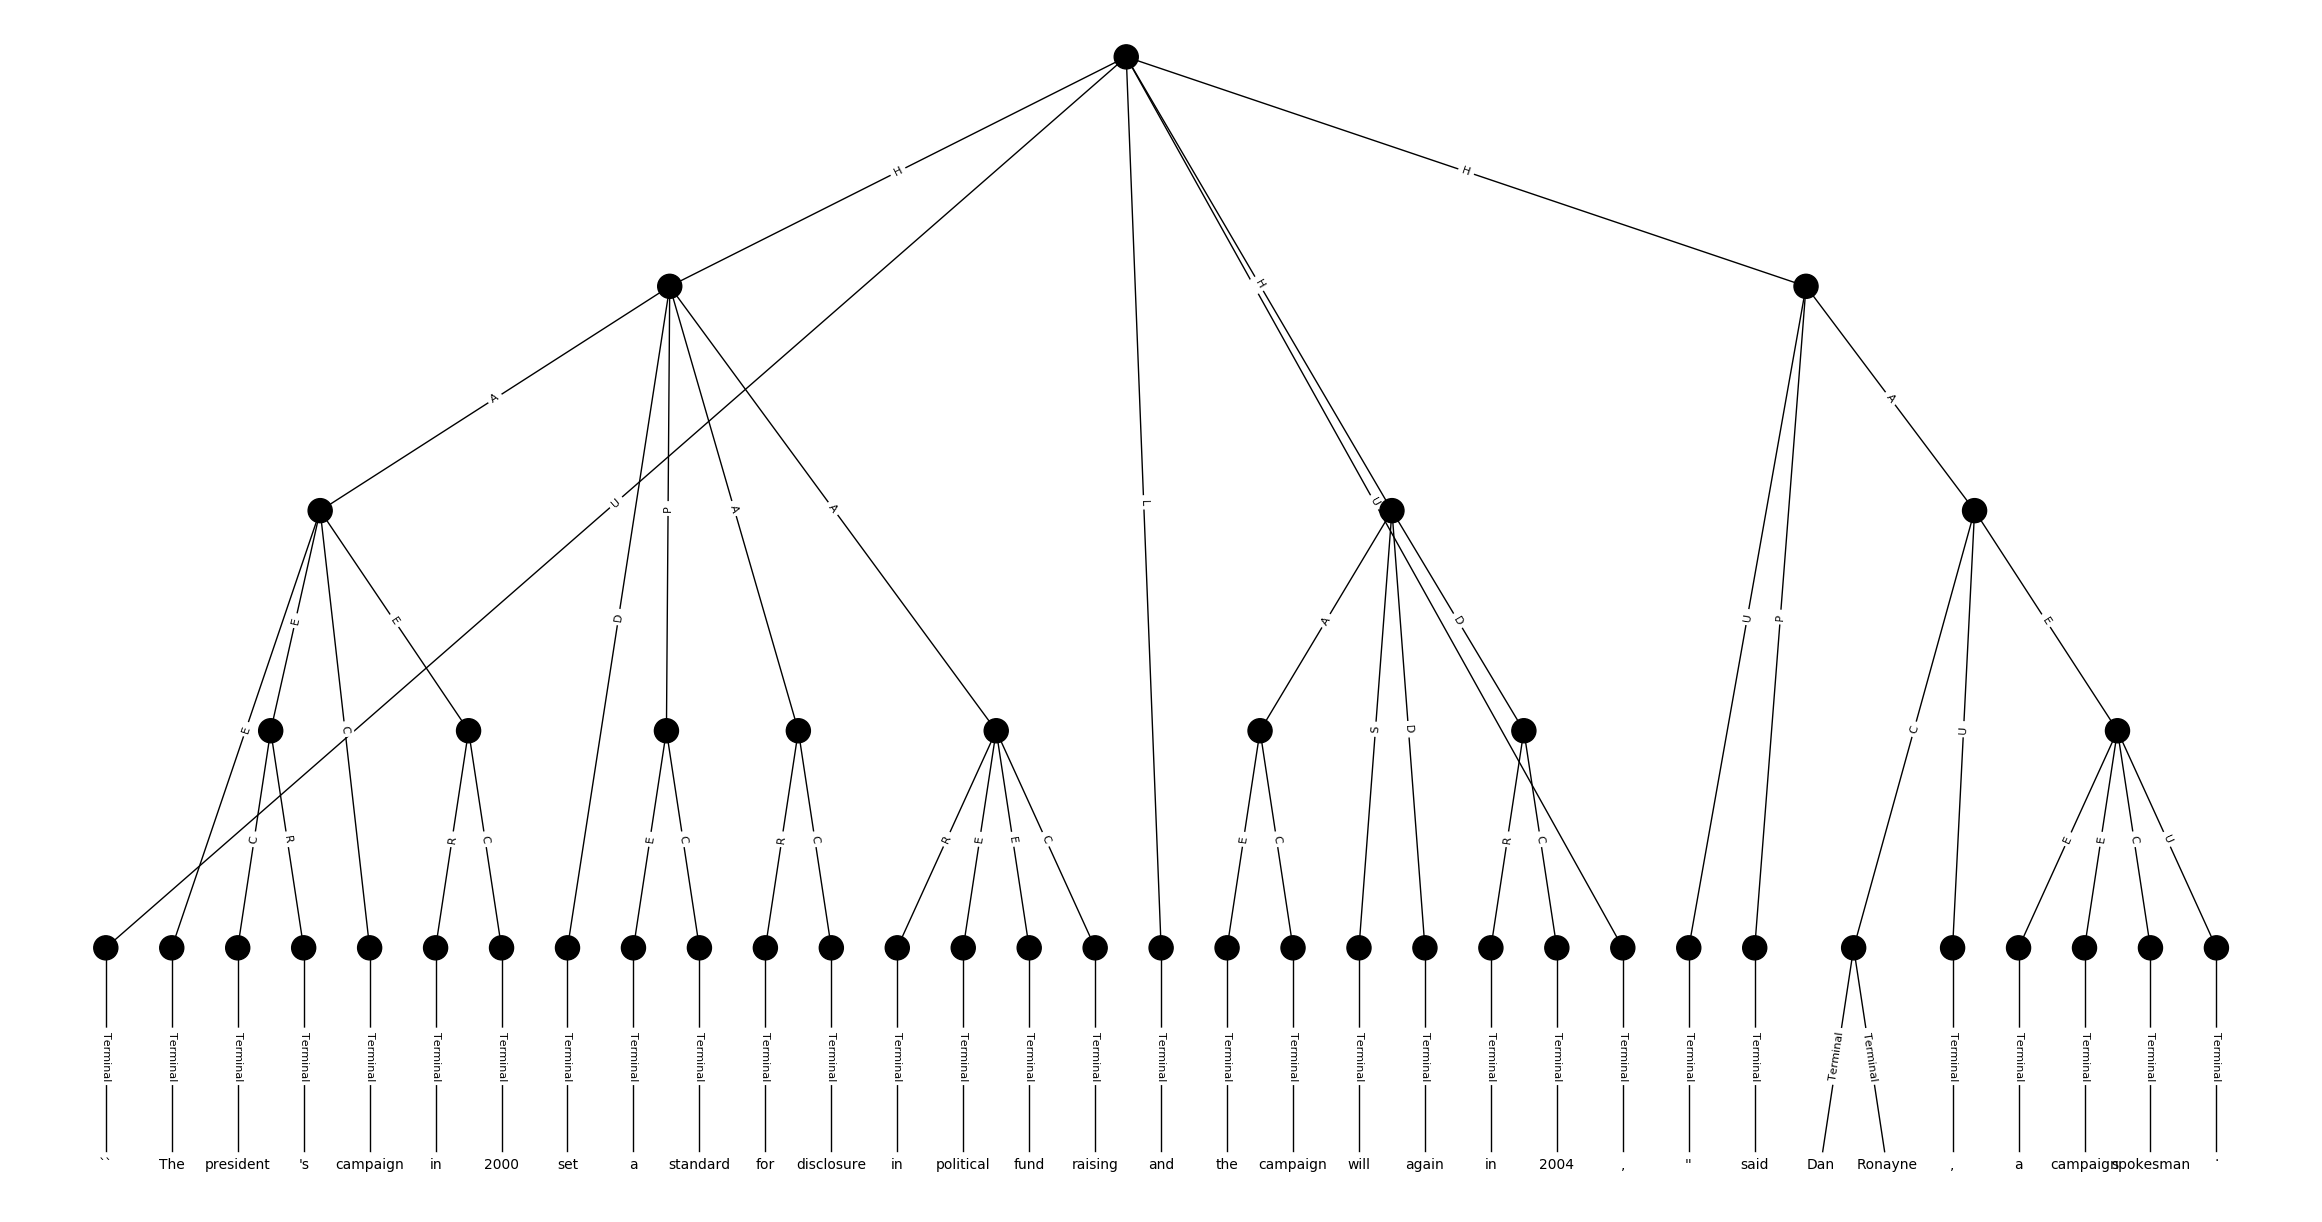 H H
H
A A
U D P A A L U
E E U P A D E
E C S D C U
C R R C E C R C R E E C E C R C E E C U
Terminal Terminal Terminal Terminal Terminal Terminal Terminal Terminal Terminal Terminal Terminal Terminal Terminal Terminal Terminal Terminal Terminal Terminal Terminal Terminal Terminal Terminal Terminal Terminal Terminal Terminal Terminal Terminal Terminal Terminal Terminal Terminal Terminal
`` The president 's campaign in 2000 set a standard for disclosure in political fund raising and the campaign will again in 2004 , " said Dan Ronayne , a campaign spokesman .